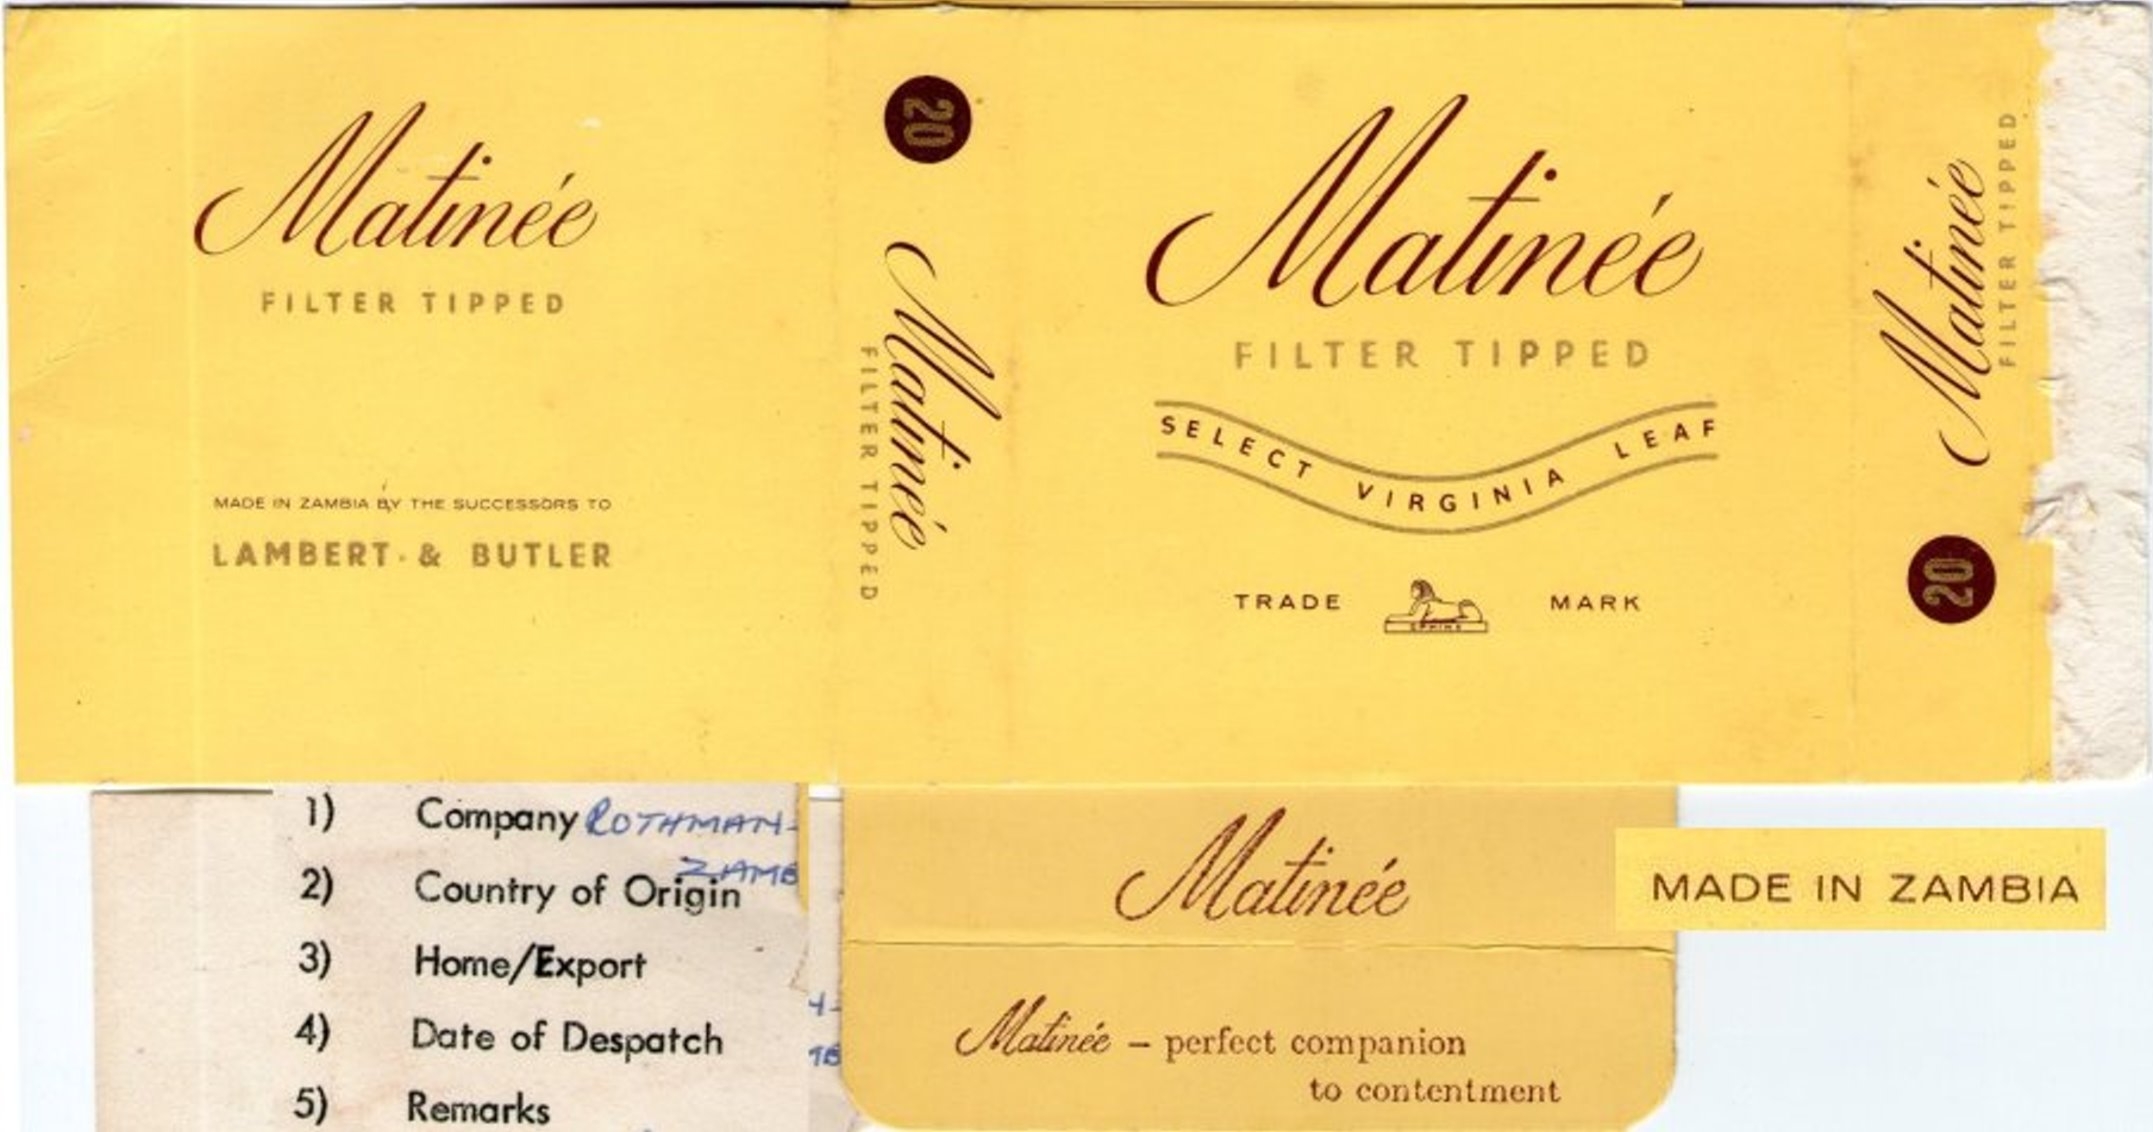 Matinée
FILTER TIPPED
MADE IN ZAMBIA BY THE SUCCESSORS TO
LAMBERT & BUTLER
20
Matinée
FILTER TIPPED
Matinée
FILTER TIPPED
SELECT VIRGINIA LEAF
TRADE MARK
SPHINX
Matinée
FILTER TIPPED
20
1) Company ROTHMAN-
ZAMB
2) Country of Origin
3) Home/Export
4) Date of Despatch
5) Remarks
Matinée
MADE IN ZAMBIA
Matinée – perfect companion
to contentment